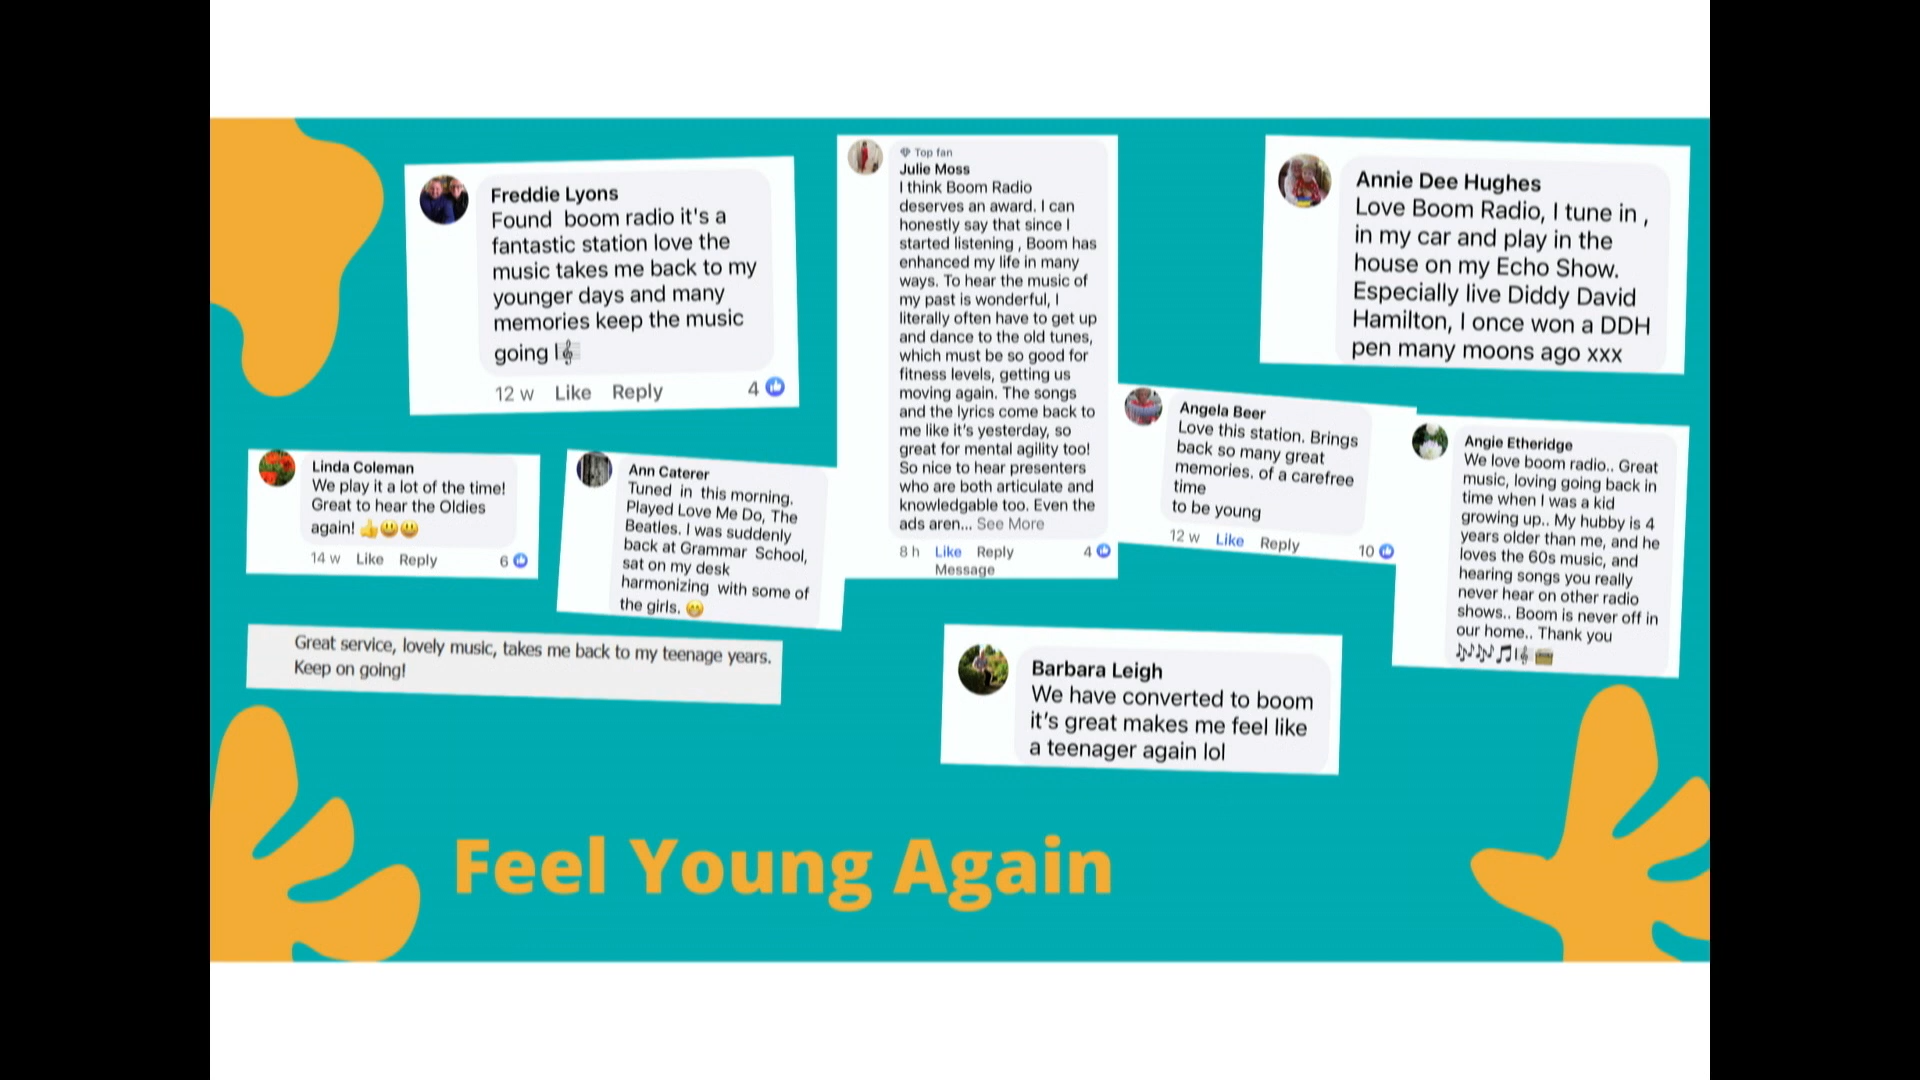 Freddie Lyons
Found boom radio it's a
fantastic station love the
music takes me back to my
younger days and many
memories keep the music
going !🎼
12 w Like Reply 4
Top fan
Julie Moss
I think Boom Radio
deserves an award. I can
honestly say that since I
started listening , Boom has
enhanced my life in many
ways. To hear the music of
my past is wonderful, I
literally often have to get up
and dance to the old tunes,
which must be so good for
fitness levels, getting us
moving again. The songs
and the lyrics come back to
me like it's yesterday, so
great for mental agility too!
So nice to hear presenters
who are both articulate and
knowledgable too. Even the
ads aren... See More
8 h Like Reply 4
Message
Annie Dee Hughes
Love Boom Radio, I tune in ,
in my car and play in the
house on my Echo Show.
Especially live Diddy David
Hamilton, I once won a DDH
pen many moons ago xxx
Linda Coleman
We play it a lot of the time!
Great to hear the Oldies
again! 👍😃😃
14 w Like Reply 6
Ann Caterer
Tuned in this morning.
Played Love Me Do, The
Beatles. I was suddenly
back at Grammar School,
sat on my desk
harmonizing with some of
the girls. 😁
Angela Beer
Love this station. Brings
back so many great
memories. of a carefree
time
to be young
12 w Like Reply 10
Angie Etheridge
We love boom radio.. Great
music, loving going back in
time when I was a kid
growing up.. My hubby is 4
years older than me, and he
loves the 60s music, and
hearing songs you really
never hear on other radio
shows.. Boom is never off in
our home.. Thank you
🎶🎶🎵🎼📻
Great service, lovely music, takes me back to my teenage years.
Keep on going!
Barbara Leigh
We have converted to boom
it's great makes me feel like
a teenager again lol
Feel Young Again